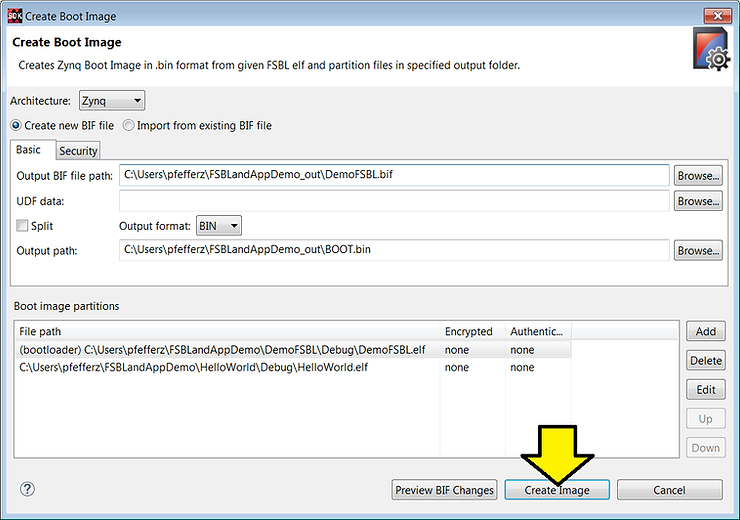 SDK Create Boot Image
Create Boot Image
Creates Zynq Boot Image in .bin format from given FSBL elf and partition files in specified output folder.
Architecture: Zynq
Create new BIF file Import from existing BIF file
Basic Security
Output BIF file path: C:\Users\pfefferz\FSBLandAppDemo_out\DemoFSBL.bif Browse...
UDF data: Browse...
Split Output format: BIN
Output path: C:\Users\pfefferz\FSBLandAppDemo_out\BOOT.bin Browse...
Boot image partitions
File path Encrypted Authentic... Add
(bootloader) C:\Users\pfefferz\FSBLandAppDemo\DemoFSBL\Debug\DemoFSBL.elf none none Delete
C:\Users\pfefferz\FSBLandAppDemo\HelloWorld\Debug\HelloWorld.elf none none
Edit
Up
Down
? Preview BIF Changes Create Image Cancel